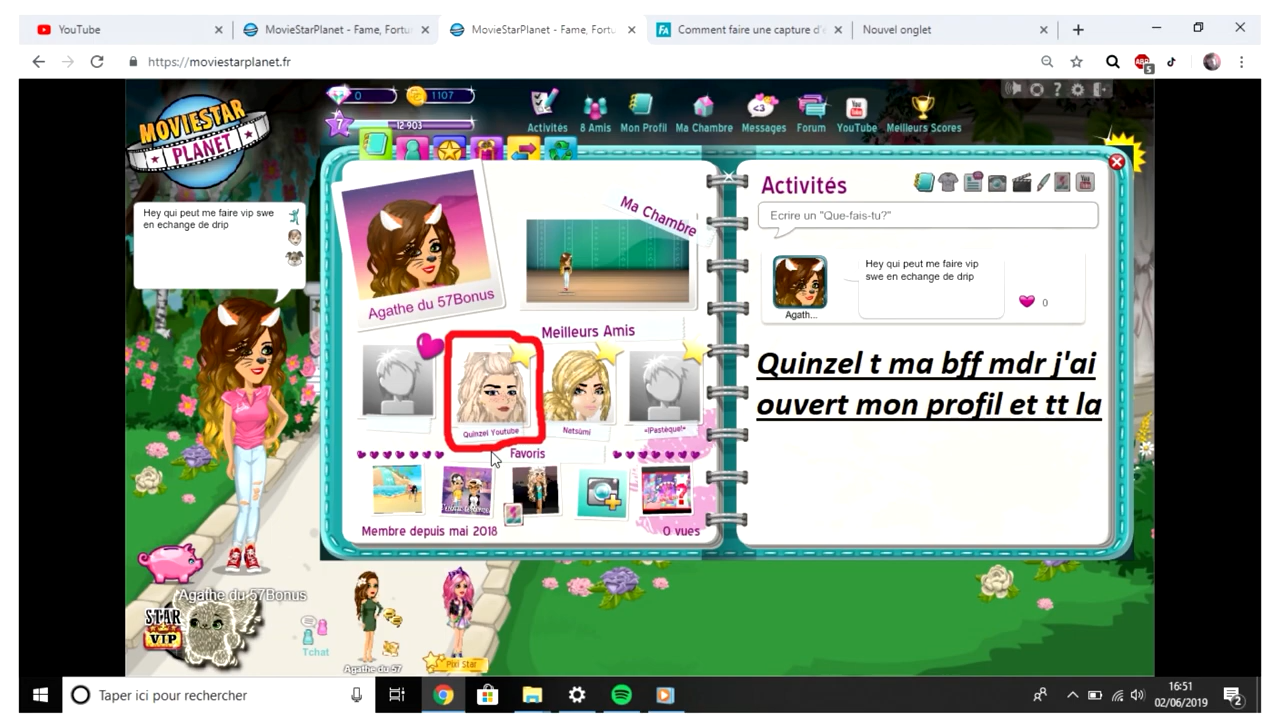 YouTube
MovieStarPlanet - Fame, Fortu
MovieStarPlanet - Fame, Fortu
Comment faire une capture d'é
Nouvel onglet
https://moviestarplanet.fr
ABP
5
MOVIESTAR
PLANET
0
1107
7
12 903
Activités
8 Amis
Mon Profil
Ma Chambre
Messages
Forum
YouTube
Meilleurs Scores
Hey qui peut me faire vip swe
en echange de drip
Agathe du 57Bonus
Ma Chambre
Meilleurs Amis
Quinzel Youtube
Natsùmi
=!Pastèque!=
Favoris
Membre depuis mai 2018
0 vues
Activités
Ecrire un "Que-fais-tu?"
Hey qui peut me faire vip
swe en echange de drip
Agath...
0
Quinzel t ma bff mdr j'ai
ouvert mon profil et tt la
Agathe du 57Bonus
STAR
VIP
Tchat
Agathe du 57
Pixi Star
Taper ici pour rechercher
16:51
02/06/2019
2